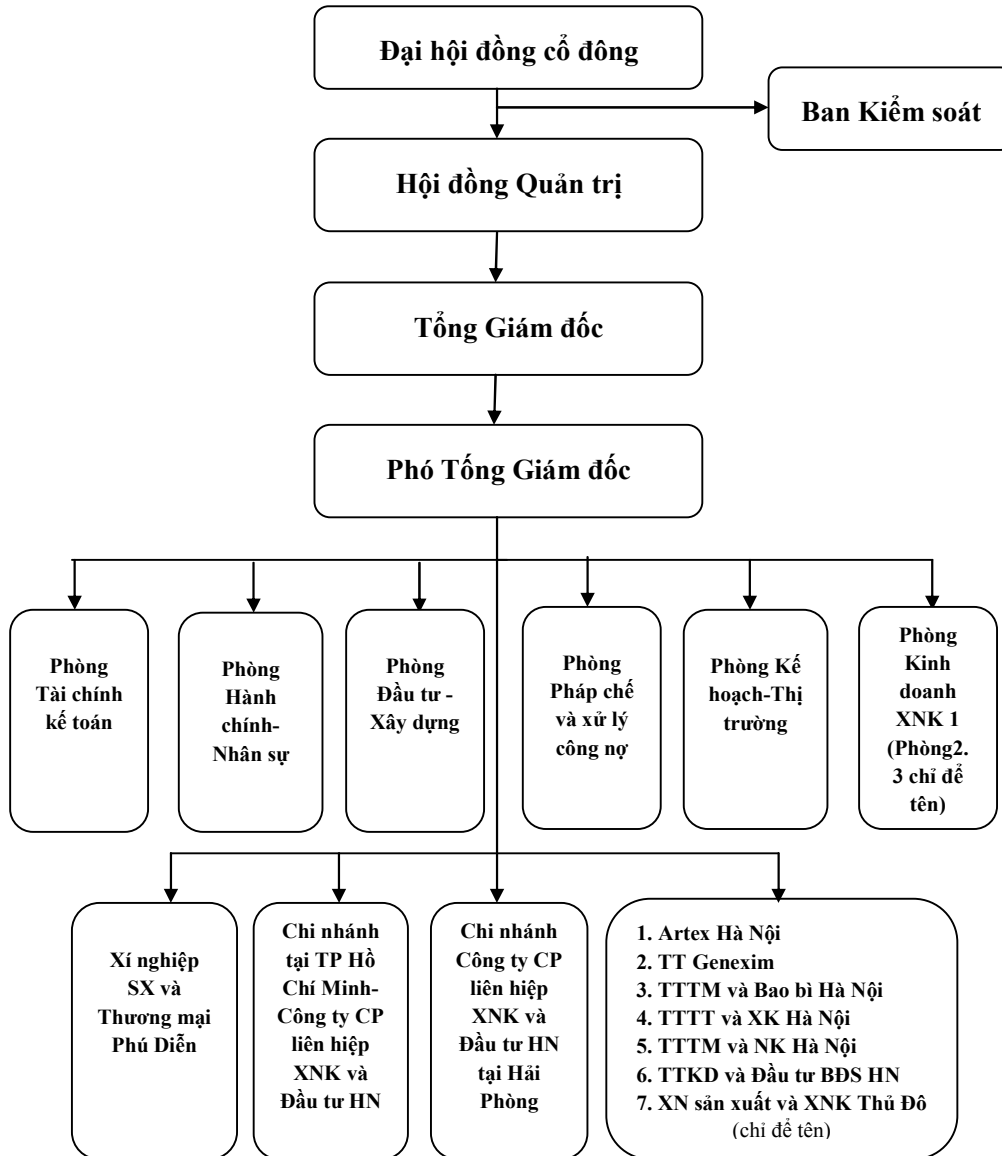 Đại hội đồng cổ đông
Ban Kiểm soát
Hội đồng Quản trị
Tổng Giám đốc
Phó Tống Giám đốc
Phòng
Tài chính
kế toán
Phòng
Hành
chính-
Nhân sự
Phòng
Đầu tư -
Xây dựng
Phòng
Pháp chế
và xử lý
công nợ
Phòng Kế
hoạch-Thị
trường
Phòng
Kinh
doanh
XNK 1
(Phòng2.
3 chỉ để
tên)
Xí nghiệp
SX và
Thương mại
Phú Diễn
Chi nhánh
tại TP Hồ
Chí Minh-
Công ty CP
liên hiệp
XNK và
Đầu tư HN
Chi nhánh
Công ty CP
liên hiệp
XNK và
Đầu tư HN
tại Hải
Phòng
1. Artex Hà Nội
2. TT Genexim
3. TTTM và Bao bì Hà Nội
4. TTTT và XK Hà Nội
5. TTTM và NK Hà Nội
6. TTKD và Đầu tư BĐS HN
7. XN sản xuất và XNK Thủ Đô
(chỉ để tên)